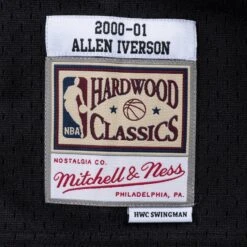 2000-01
ALLEN IVERSON
HARDWOOD
NBA
CLASSICS
NOSTALGIA CO.
Mitchell & Ness
PHILADELPHIA, PA.
HWC SWINGMAN